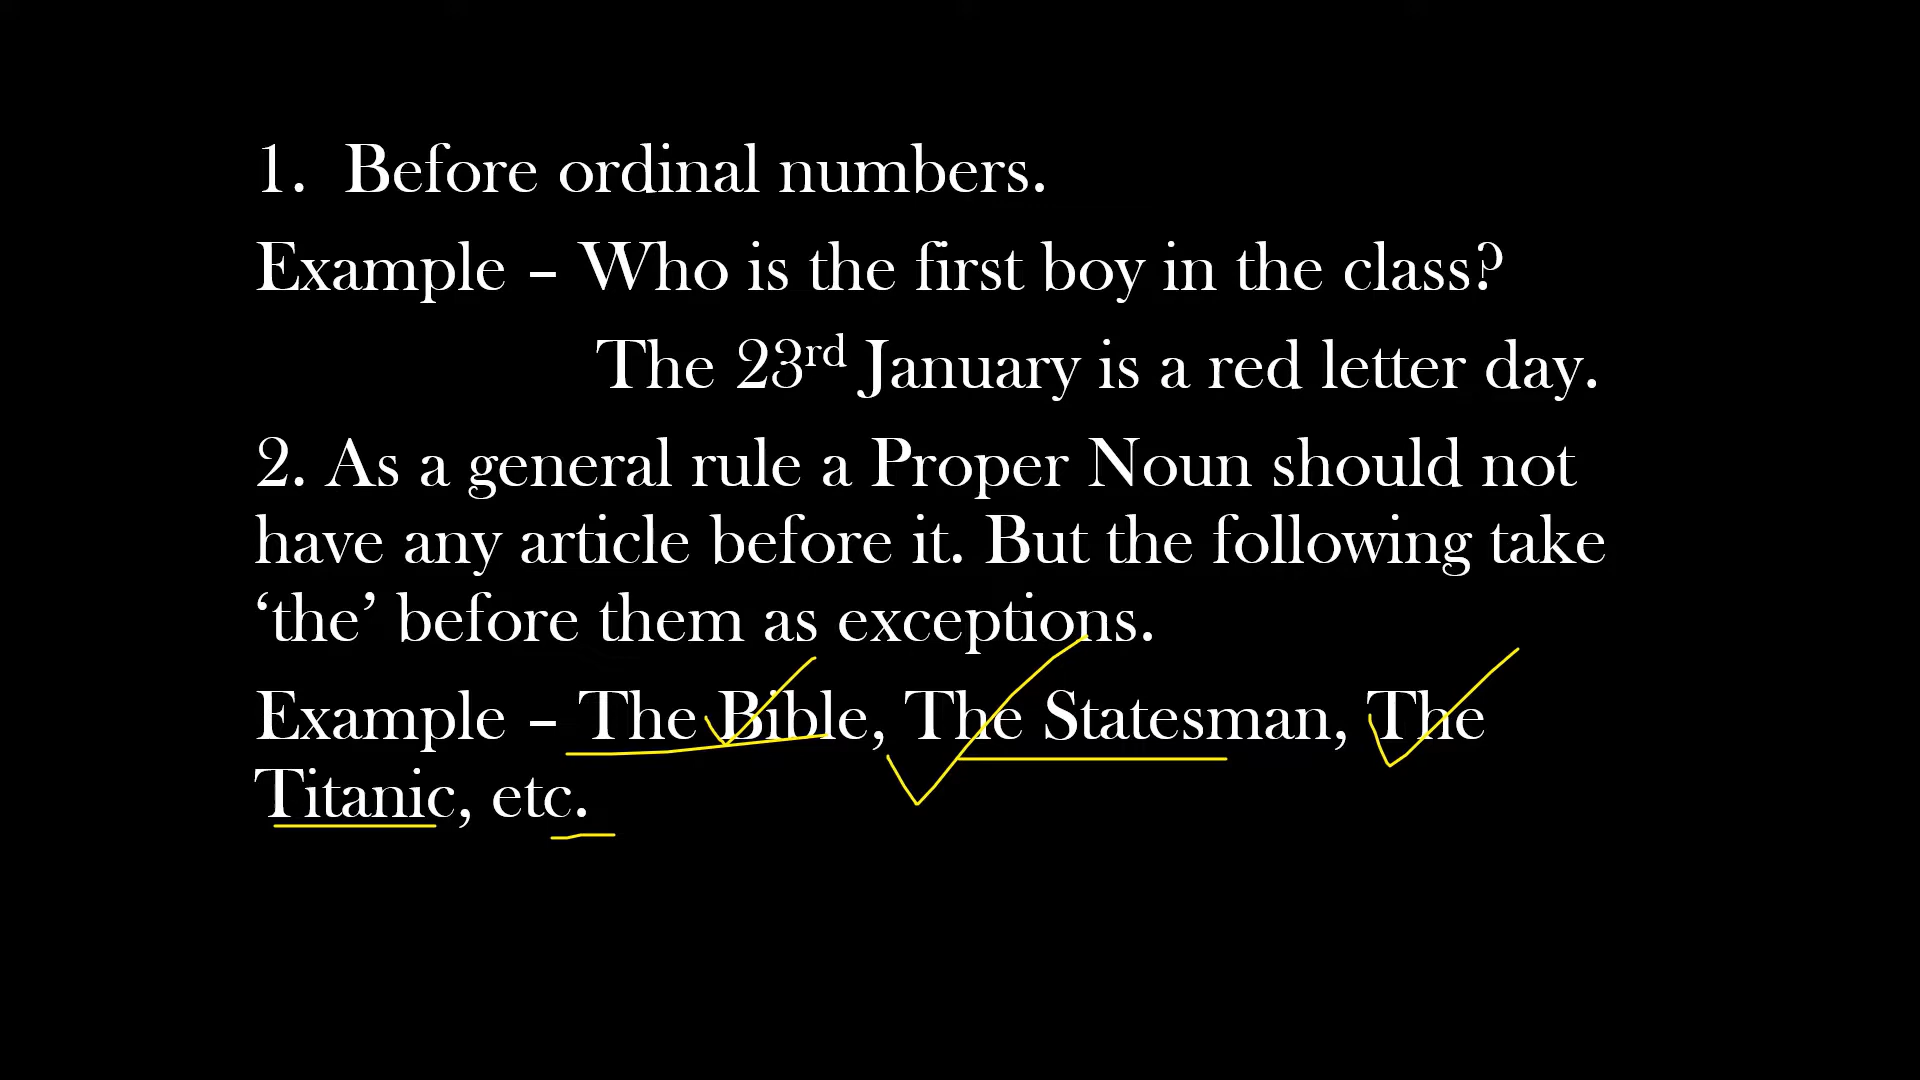 1. Before ordinal numbers.
Example – Who is the first boy in the class?
The 23rd January is a red letter day.
2. As a general rule a Proper Noun should not
have any article before it. But the following take
‘the’ before them as exceptions.
Example – The Bible, The Statesman, The
Titanic, etc.